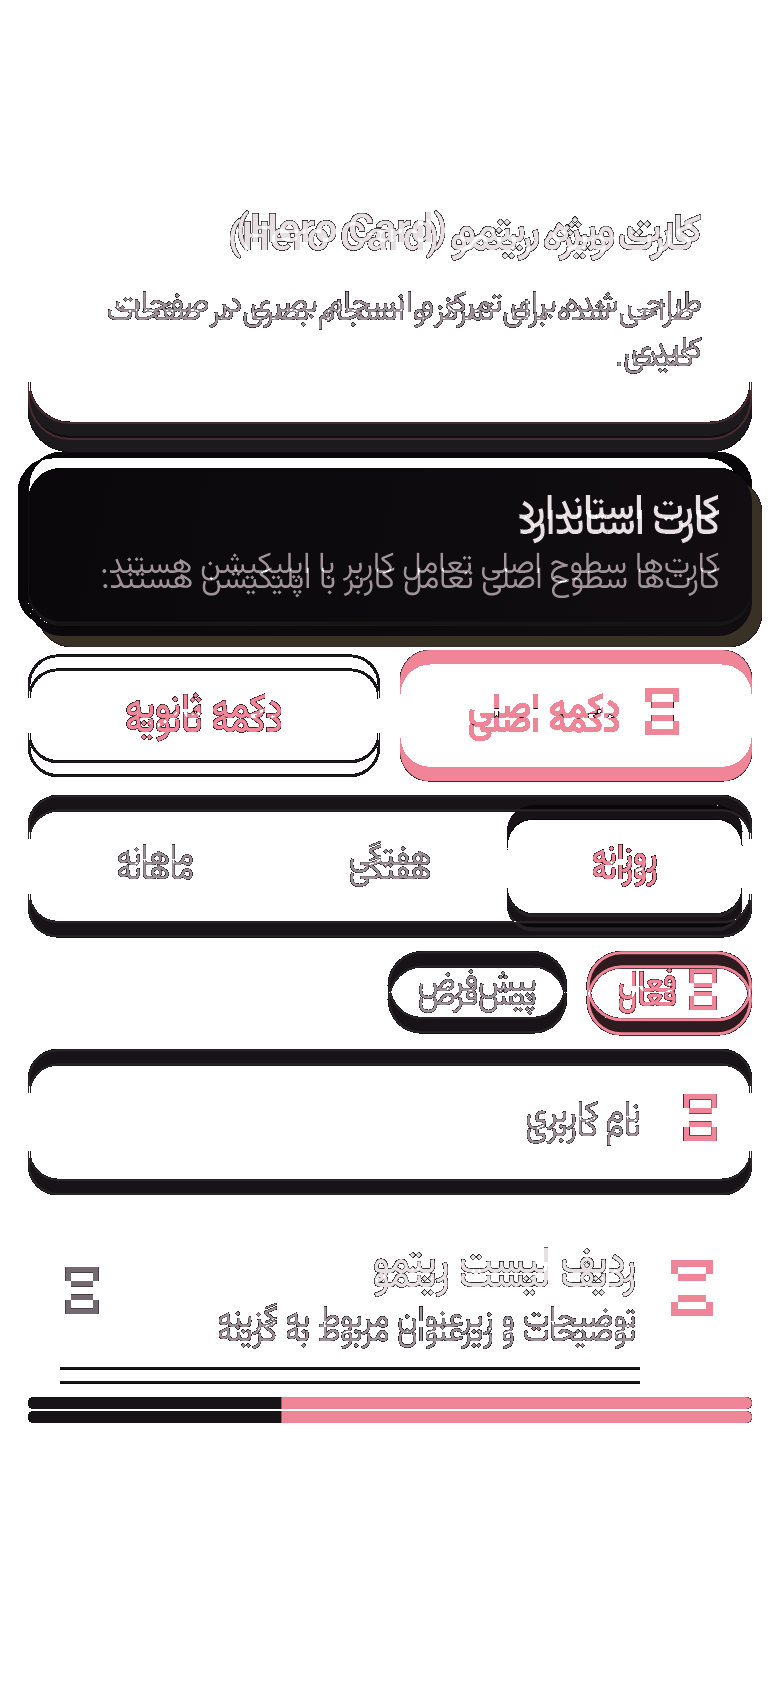 کارت ویژه ریتمو (Hero Card)
طراحی شده برای تمرکز و انسجام بصری در صفحات
کلیدی.
کارت استاندارد
کارت‌ها سطوح اصلی تعامل کاربر با اپلیکیشن هستند.
دکمه اصلی
دکمه ثانویه
روزانه
هفتگی
ماهانه
فعال
پیش‌فرض
نام کاربری
ردیف لیست ریتمو
توضیحات و زیرعنوان مربوط به گزینه